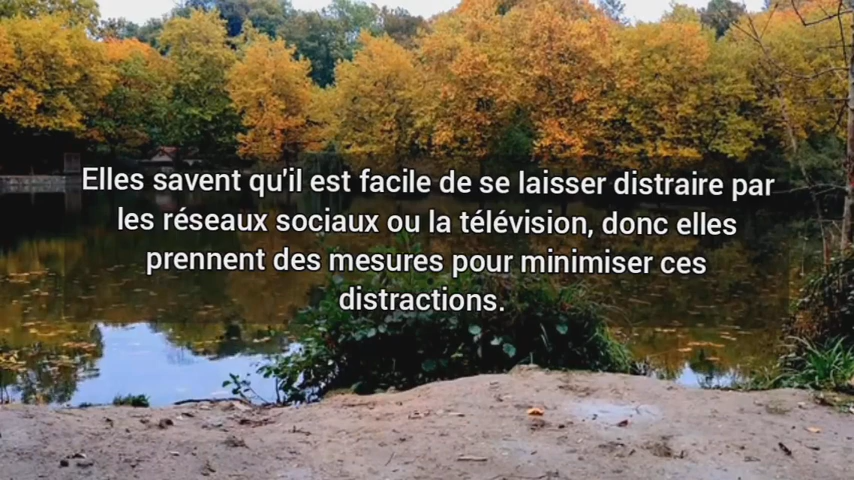 Elles savent qu'il est facile de se laisser distraire par
les réseaux sociaux ou la télévision, donc elles
prennent des mesures pour minimiser ces
distractions.